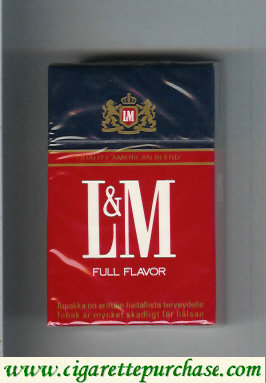 L&M
QUALITY AMERICAN BLEND
L&M
FULL FLAVOR
Tupakka on erittäin haitallista terveydelle
Tobak är mycket skadligt för hälsan
www.cigarettepurchase.com